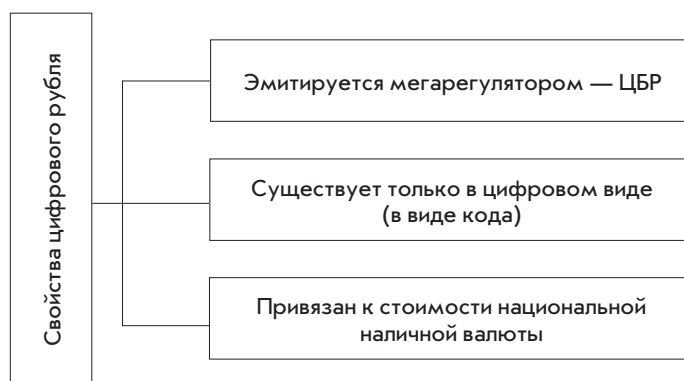 Свойства цифрового рубля
Эмитируется мегарегулятором — ЦБР
Существует только в цифровом виде
(в виде кода)
Привязан к стоимости национальной
наличной валюты